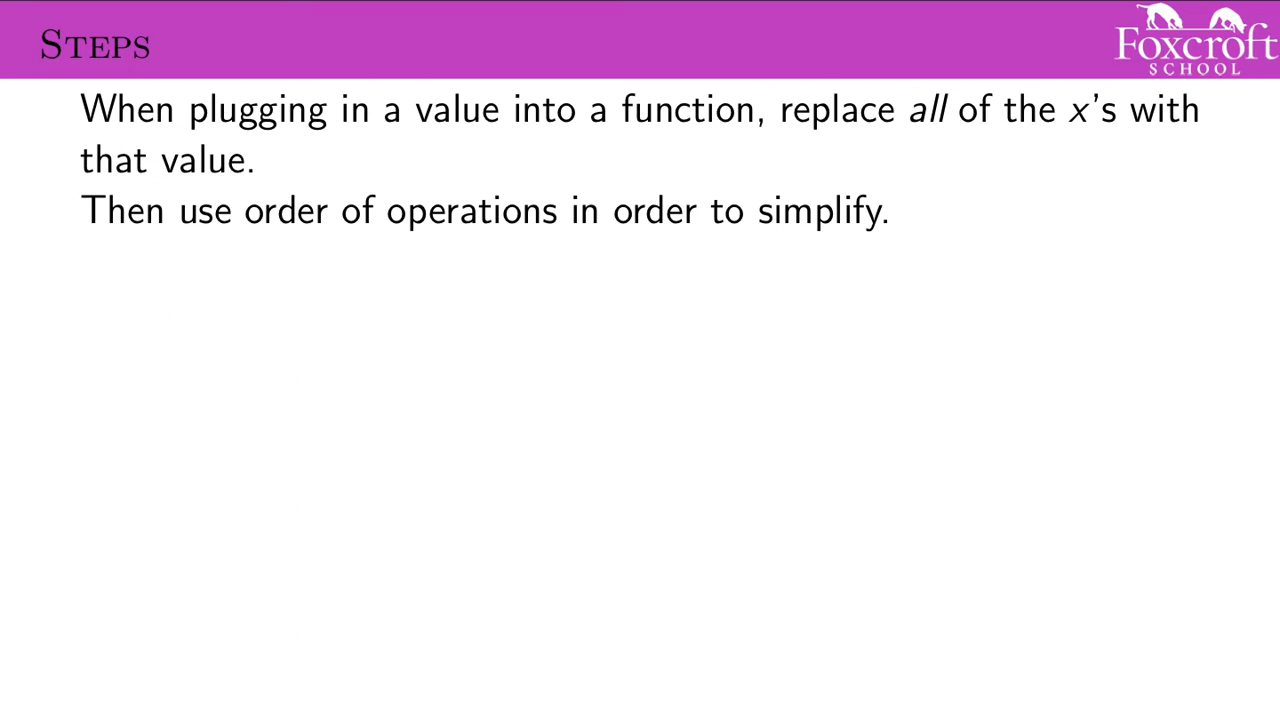 Steps
Foxcroft
SCHOOL
When plugging in a value into a function, replace all of the x's with
that value.
Then use order of operations in order to simplify.